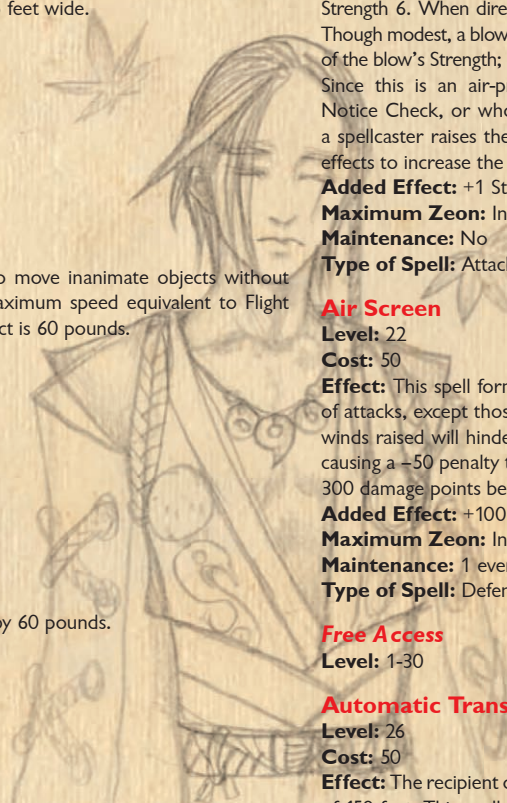 feet wide.
move inanimate objects without
maximum speed equivalent to Flight
ct is 60 pounds.
by 60 pounds.
Strength 6. When dire
Though modest, a blow
of the blow's Strength;
Since this is an air-p
Notice Check, or who
a spellcaster raises the
effects to increase the
Added Effect: +1 St
Maximum Zeon: In
Maintenance: No
Type of Spell: Attac
Air Screen
Level: 22
Cost: 50
Effect: This spell form
of attacks, except thos
winds raised will hinde
causing a –50 penalty t
300 damage points be
Added Effect: +100
Maximum Zeon: In
Maintenance: 1 ever
Type of Spell: Defen
Free Access
Level: 1-30
Automatic Trans
Level: 26
Cost: 50
Effect: The recipient